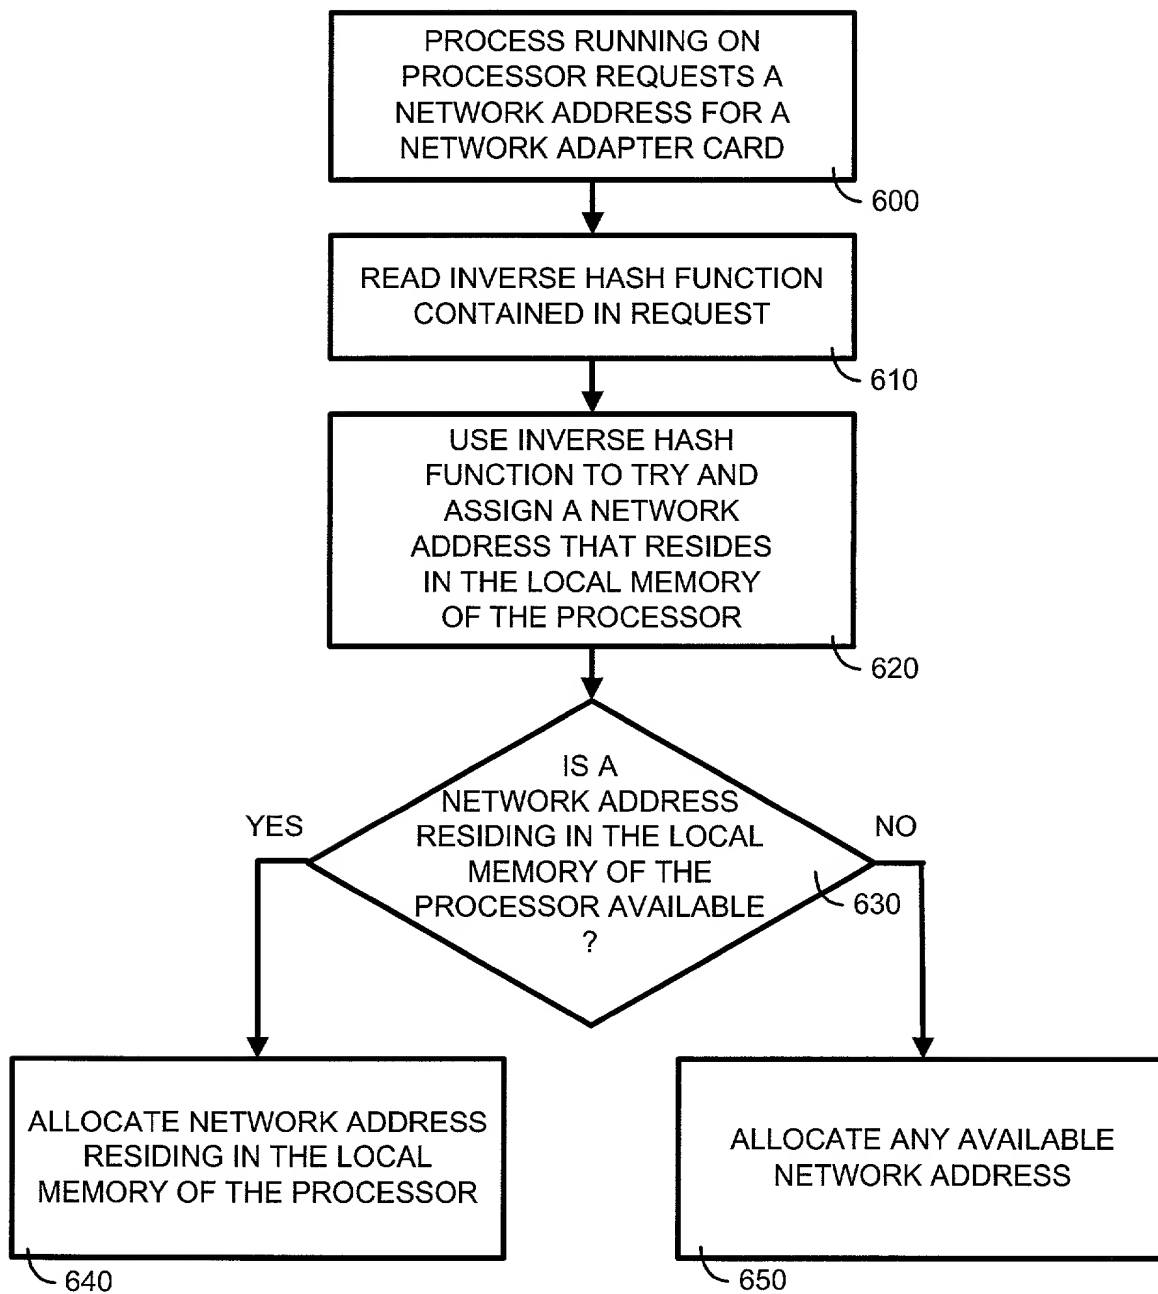 PROCESS RUNNING ON
PROCESSOR REQUESTS A
NETWORK ADDRESS FOR A
NETWORK ADAPTER CARD
600
READ INVERSE HASH FUNCTION
CONTAINED IN REQUEST
610
USE INVERSE HASH
FUNCTION TO TRY AND
ASSIGN A NETWORK
ADDRESS THAT RESIDES
IN THE LOCAL MEMORY
OF THE PROCESSOR
620
IS A
NETWORK ADDRESS
RESIDING IN THE LOCAL
MEMORY OF THE
PROCESSOR AVAILABLE
?
630
YES
NO
ALLOCATE NETWORK ADDRESS
RESIDING IN THE LOCAL
MEMORY OF THE PROCESSOR
640
ALLOCATE ANY AVAILABLE
NETWORK ADDRESS
650